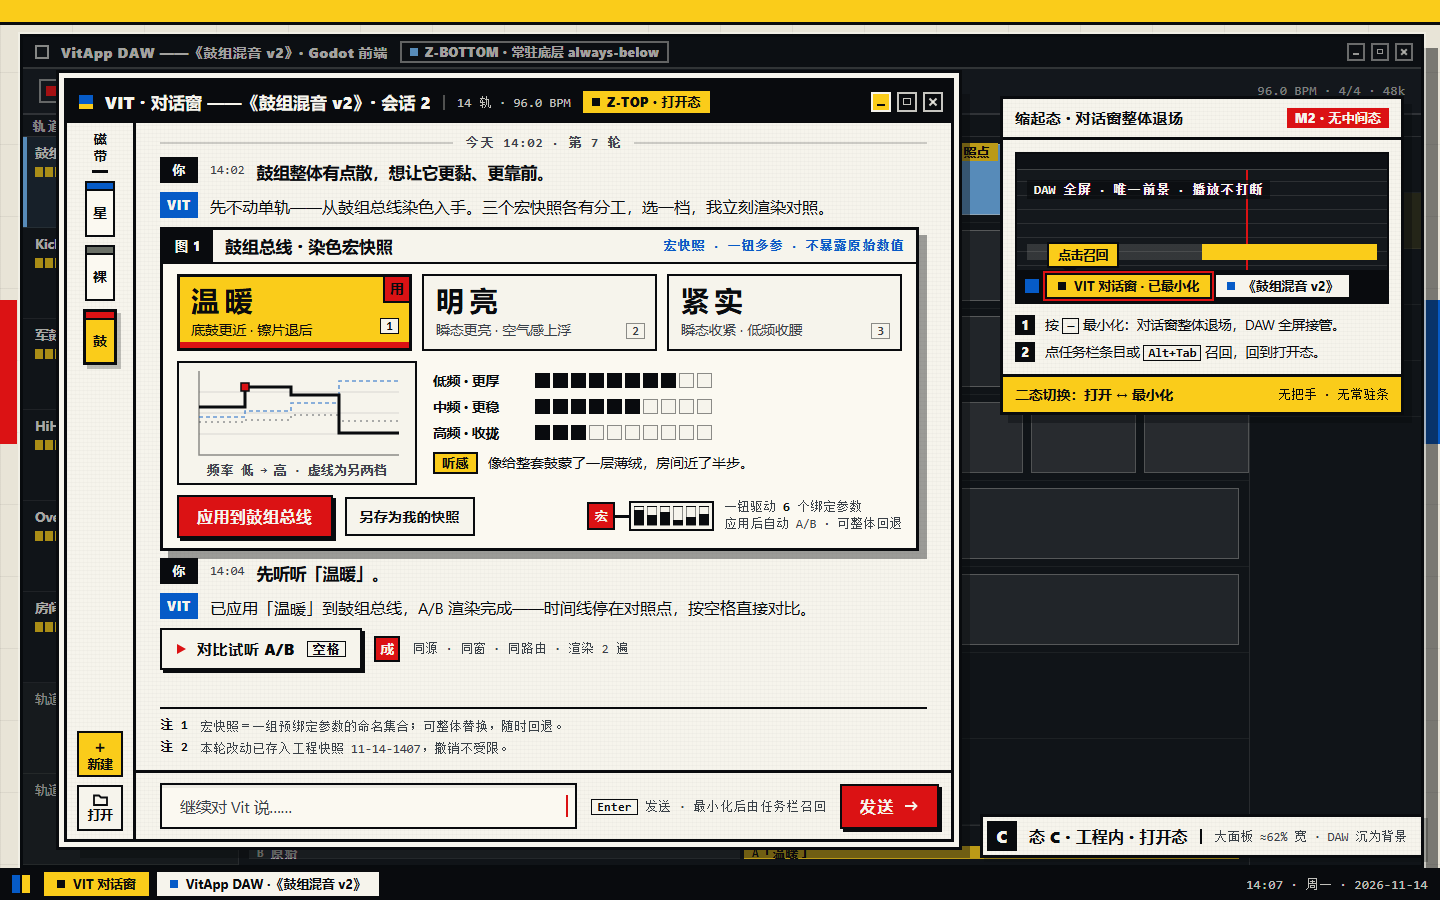 VitApp DAW ——《鼓组混音 v2》· Godot 前端
Z-BOTTOM · 常驻底层 always-below
96.0 BPM · 4/4 · 48k
VIT · 对话窗 ——《鼓组混音 v2》· 会话 2
14 轨 · 96.0 BPM
Z-TOP · 打开态
磁带
星
裸
鼓
+
新建
打开
今天 14:02 · 第 7 轮
你 14:02 鼓组整体有点散，想让它更黏、更靠前。
VIT 先不动单轨——从鼓组总线染色入手。三个宏快照各有分工，选一档，我立刻渲染对照。
图 1 鼓组总线 · 染色宏快照
宏快照 · 一钮多参 · 不暴露原始数值
温暖 用
底鼓更近 · 镲片退后 1
明亮
瞬态更亮 · 空气感上浮 2
紧实
瞬态收紧 · 低频收腰 3
频率 低 → 高 · 虚线为另两档
低频 · 更厚
中频 · 更稳
高频 · 收拢
听感 像给整套鼓蒙了一层薄绒，房间近了半步。
应用到鼓组总线
另存为我的快照
宏
一钮驱动 6 个绑定参数
应用后自动 A/B · 可整体回退
你 14:04 先听听「温暖」。
VIT 已应用「温暖」到鼓组总线，A/B 渲染完成——时间线停在对照点，按空格直接对比。
对比试听 A/B 空格
成 同源 · 同窗 · 同路由 · 渲染 2 遍
注 1 宏快照＝一组预绑定参数的命名集合；可整体替换，随时回退。
注 2 本轮改动已存入工程快照 11-14-1407，撤销不受限。
继续对 Vit 说……
Enter 发送 · 最小化后由任务栏召回
发送 →
轨道
鼓组
Kick
军鼓
HiH
Ove
房间
轨道
轨道
照点
B 原始
A · 「温暖」
缩起态 · 对话窗整体退场
M2 · 无中间态
DAW 全屏 · 唯一前景 · 播放不打断
点击召回
VIT 对话窗 · 已最小化
《鼓组混音 v2》
1 按 — 最小化：对话窗整体退场，DAW 全屏接管。
2 点任务栏条目或 Alt+Tab 召回，回到打开态。
二态切换：打开 ↔ 最小化
无把手 · 无常驻条
C 态 C · 工程内 · 打开态
大面板 ≈62% 宽 · DAW 沉为背景
VIT 对话窗
VitApp DAW ·《鼓组混音 v2》
14:07 · 周一 · 2026-11-14